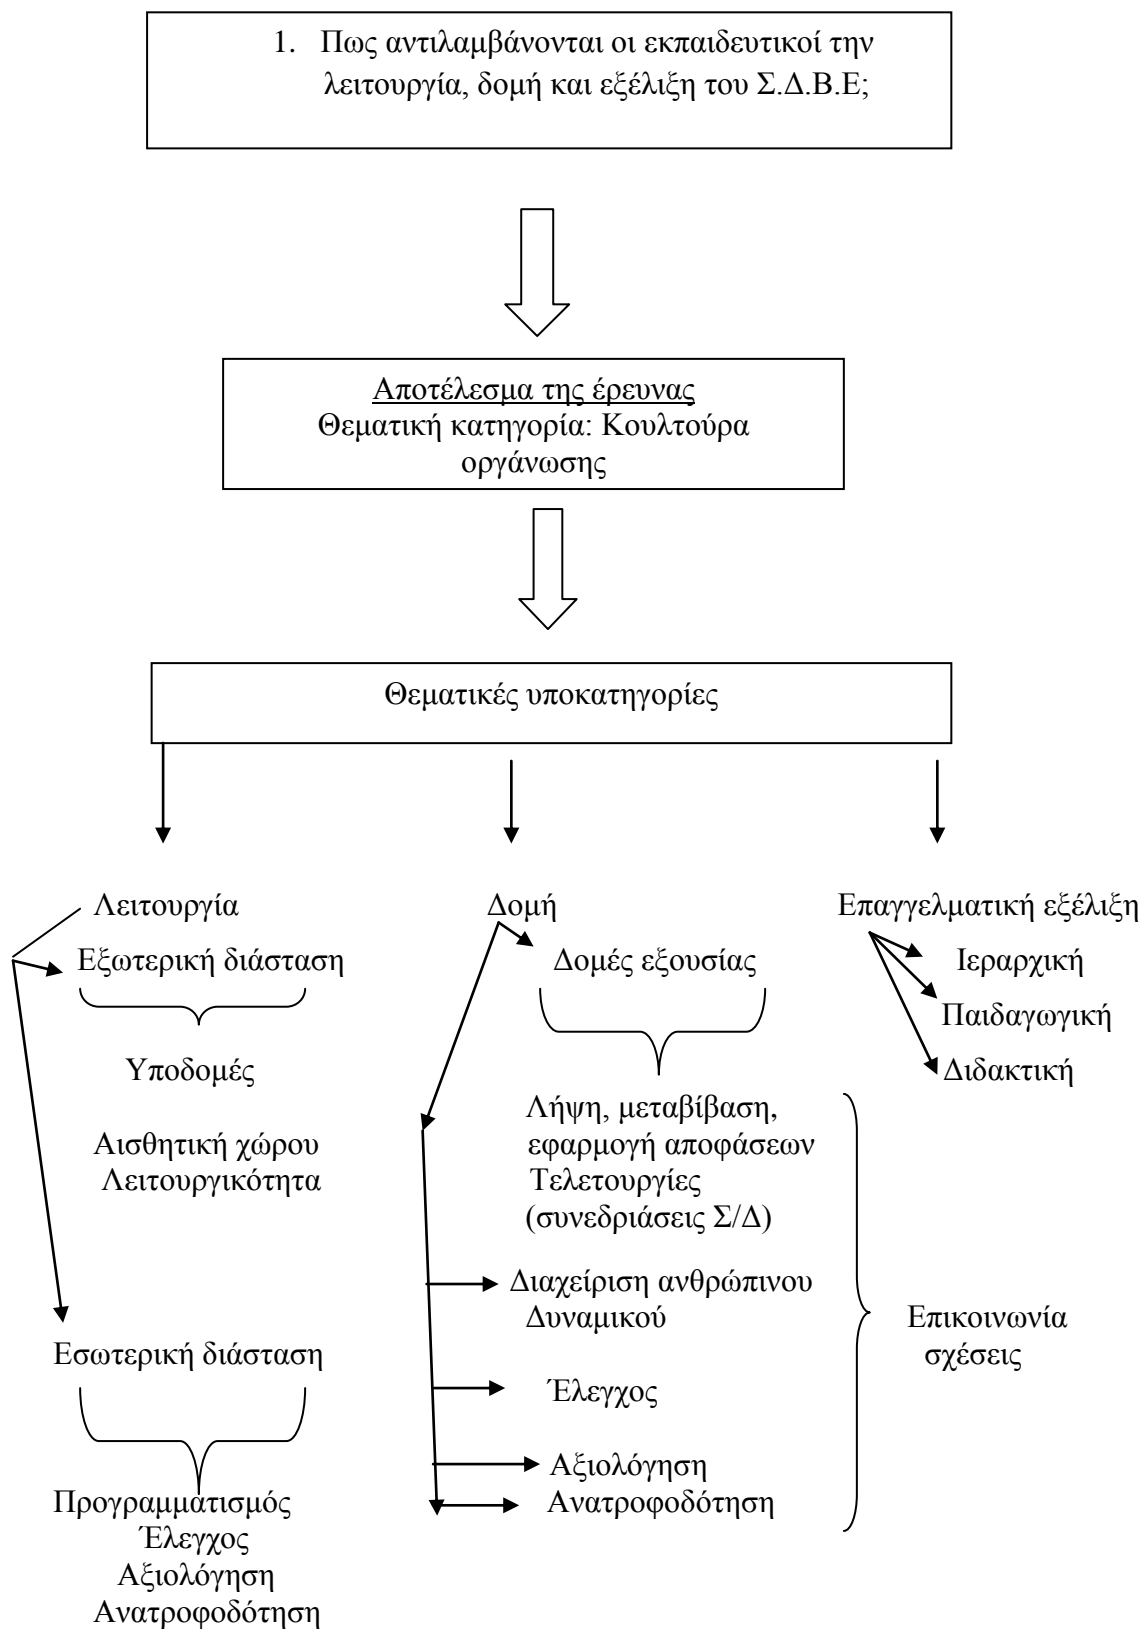 1. Πως αντιλαμβάνονται οι εκπαιδευτικοί την
λειτουργία, δομή και εξέλιξη του Σ.Δ.Β.Ε;
Αποτέλεσμα της έρευνας
Θεματική κατηγορία: Κουλτούρα
οργάνωσης
Θεματικές υποκατηγορίες
Λειτουργία
Εξωτερική διάσταση
Υποδομές
Αισθητική χώρου
Λειτουργικότητα
Εσωτερική διάσταση
Προγραμματισμός
Έλεγχος
Αξιολόγηση
Ανατροφοδότηση
Δομή
Δομές εξουσίας
Λήψη, μεταβίβαση,
εφαρμογή αποφάσεων
Τελετουργίες
(συνεδριάσεις Σ/Δ)
Διαχείριση ανθρώπινου
Δυναμικού
Έλεγχος
Αξιολόγηση
Ανατροφοδότηση
Επικοινωνία
σχέσεις
Επαγγελματική εξέλιξη
Ιεραρχική
Παιδαγωγική
Διδακτική